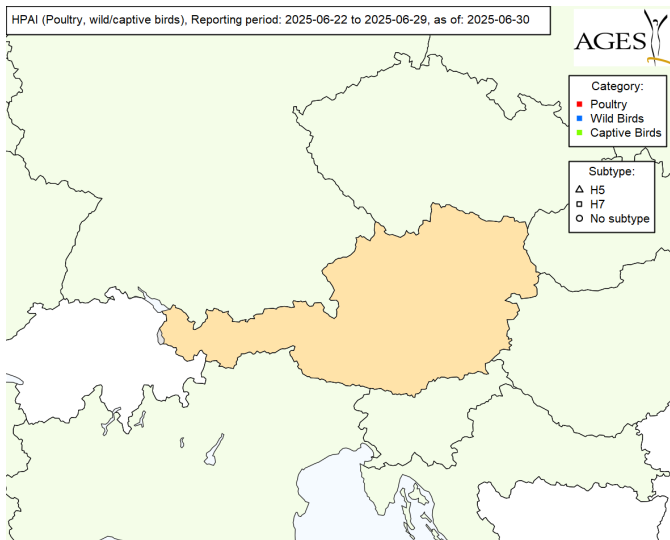 HPAI (Poultry, wild/captive birds), Reporting period: 2025-06-22 to 2025-06-29, as of: 2025-06-30
AGES
Category:
Poultry
Wild Birds
Captive Birds
Subtype:
H5
H7
No subtype